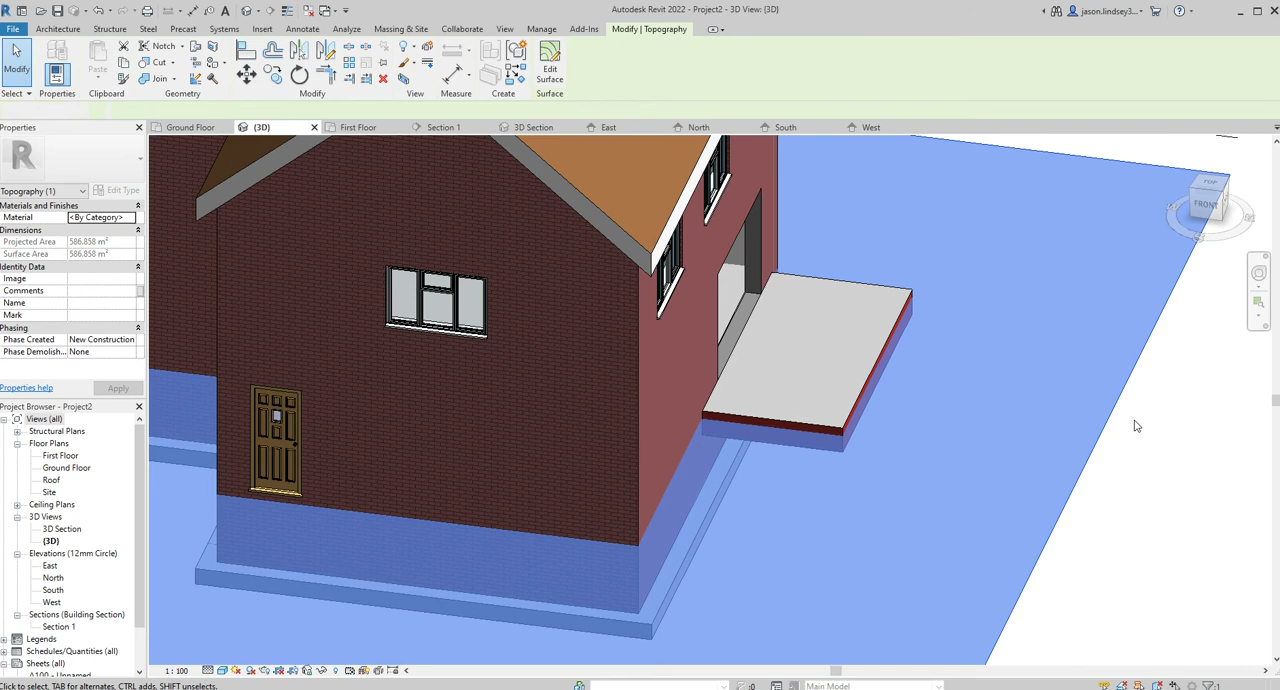 Autodesk Revit 2022 - Project2 - 3D View: {3D}
jason.lindsey3...
File Architecture Structure Steel Precast Systems Insert Annotate Analyze Massing & Site Collaborate View Manage Add-Ins Modify | Topography
Modify
Paste
Notch
Cut
Join
Edit
Surface
Select Properties Clipboard Geometry Modify View Measure Create Surface
Properties
Ground Floor {3D} First Floor Section 1 3D Section East North South West
Topography (1) Edit Type
Materials and Finishes
Material <By Category>
Dimensions
Projected Area 586.858 m²
Surface Area 586.858 m²
Identity Data
Image
Comments
Name
Mark
Phasing
Phase Created New Construction
Phase Demolish... None
Properties help Apply
Project Browser - Project2
Views (all)
Structural Plans
Floor Plans
First Floor
Ground Floor
Roof
Site
Ceiling Plans
3D Views
3D Section
{3D}
Elevations (12mm Circle)
East
North
South
West
Sections (Building Section)
Section 1
Legends
Schedules/Quantities (all)
Sheets (all)
A100 - Unnamed
FRONT
1 : 100
Click to select, TAB for alternates, CTRL adds, SHIFT unselects.
:0
Main Model
:1